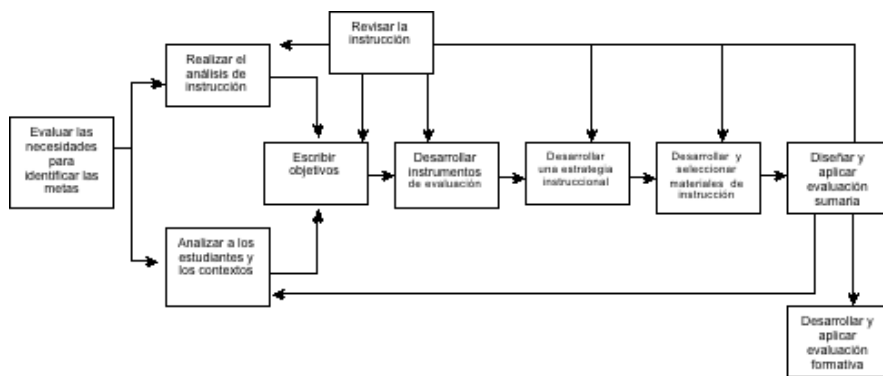 Revisar la
instrucción
Realizar el
análisis de
instrucción
Evaluar las
necesidades
para
identificar las
metas
Escribir
objetivos
Desarrollar
instrumentos
de evaluación
Desarrollar
una estrategia
instruccional
Desarrollar y
seleccionar
materiales de
instrucción
Diseñar y
aplicar
evaluación
sumaria
Analizar a los
estudiantes y
los contextos
Desarrollar y
aplicar
evaluación
formativa